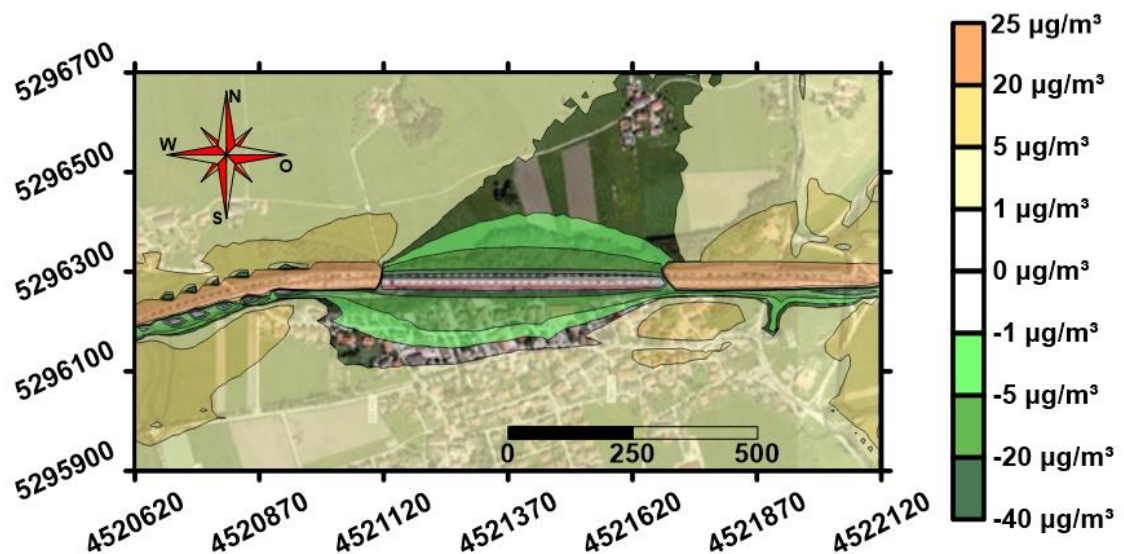 25 µg/m³
20 µg/m³
5 µg/m³
1 µg/m³
0 µg/m³
-1 µg/m³
-5 µg/m³
-20 µg/m³
-40 µg/m³
5296700
5296500
5296300
5296100
5295900
N
W
O
S
0 250 500
4520620 4520870 4521120 4521370 4521620 4521870 4522120